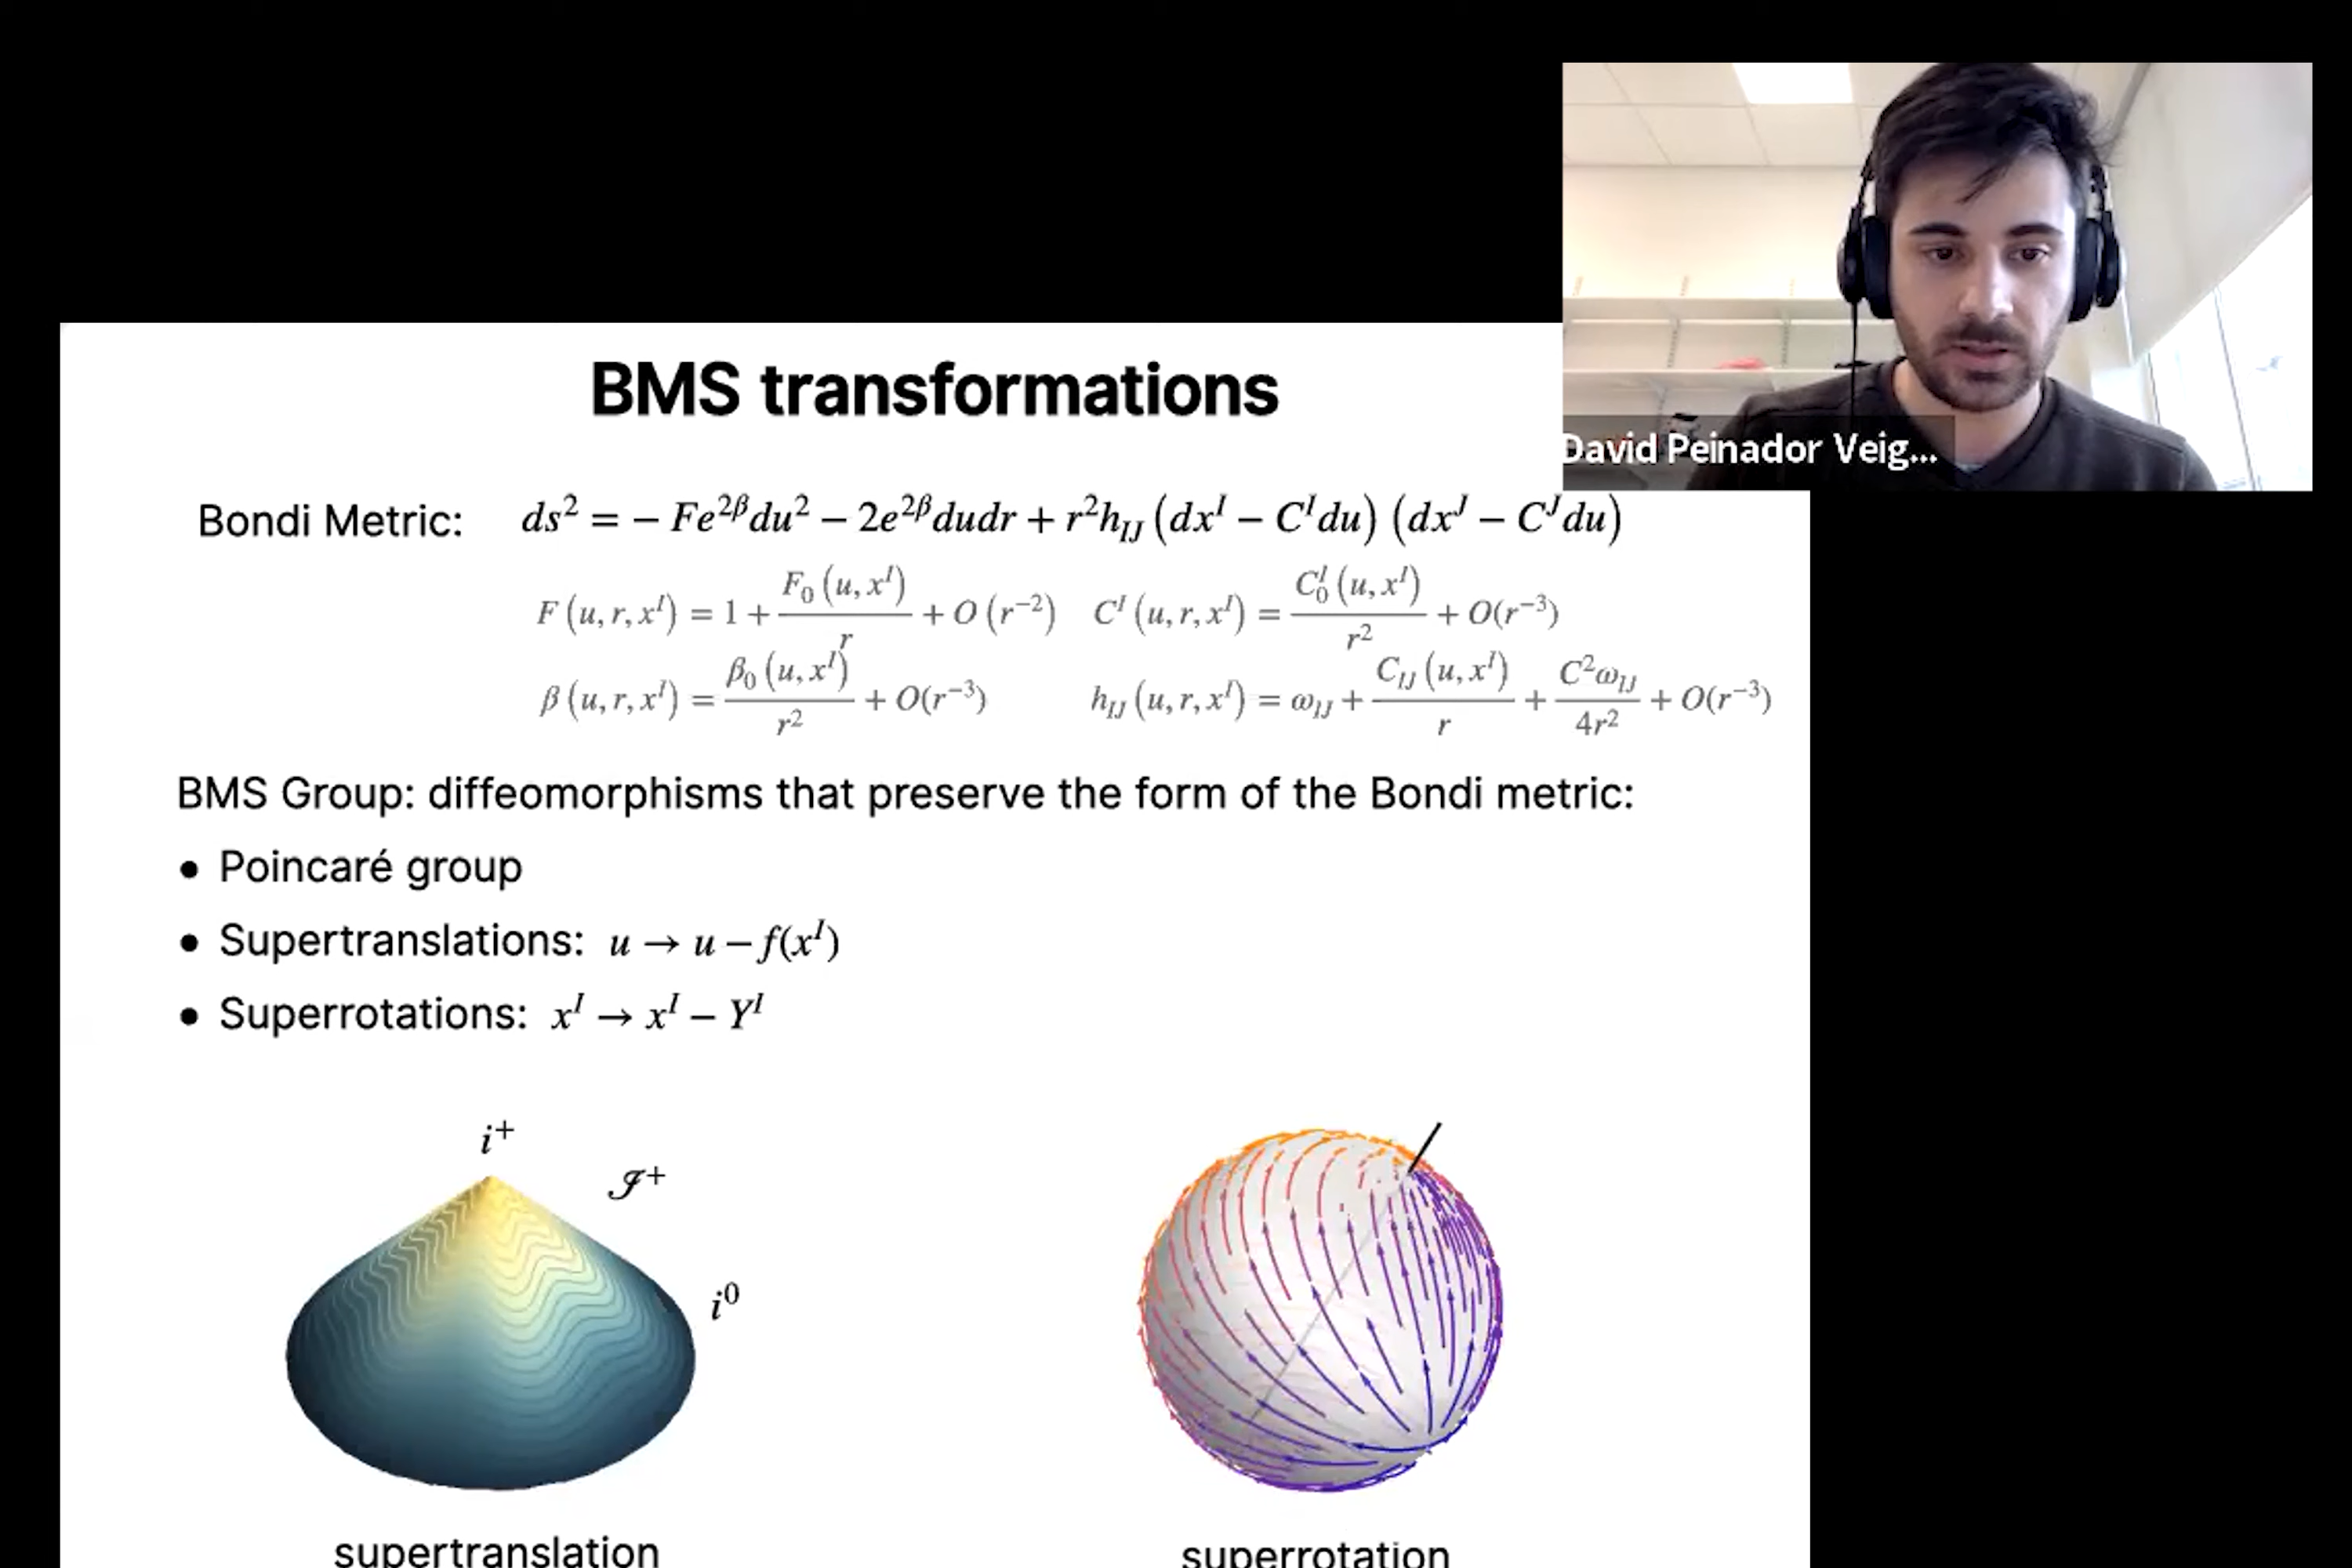 BMS transformations
David Peinador Veig...
Bondi Metric: ds² = − Fe^{2β}du² − 2e^{2β}dudr + r²h_{IJ} (dx^I − C^I du) (dx^J − C^J du)
F (u, r, x^I) = 1 + F₀ (u, x^I) / r + O (r^{−2}) C^I (u, r, x^I) = C₀^I (u, x^I) / r² + O(r^{−3})
β (u, r, x^I) = β₀ (u, x^I) / r² + O(r^{−3}) h_{IJ} (u, r, x^I) = ω_{IJ} + C_{IJ} (u, x^I) / r + C²ω_{IJ} / 4r² + O(r^{−3})
BMS Group: diffeomorphisms that preserve the form of the Bondi metric:
• Poincaré group
• Supertranslations: u → u − f(x^I)
• Superrotations: x^I → x^I − Y^I
i⁺
𝓘⁺
i⁰
supertranslation superrotation